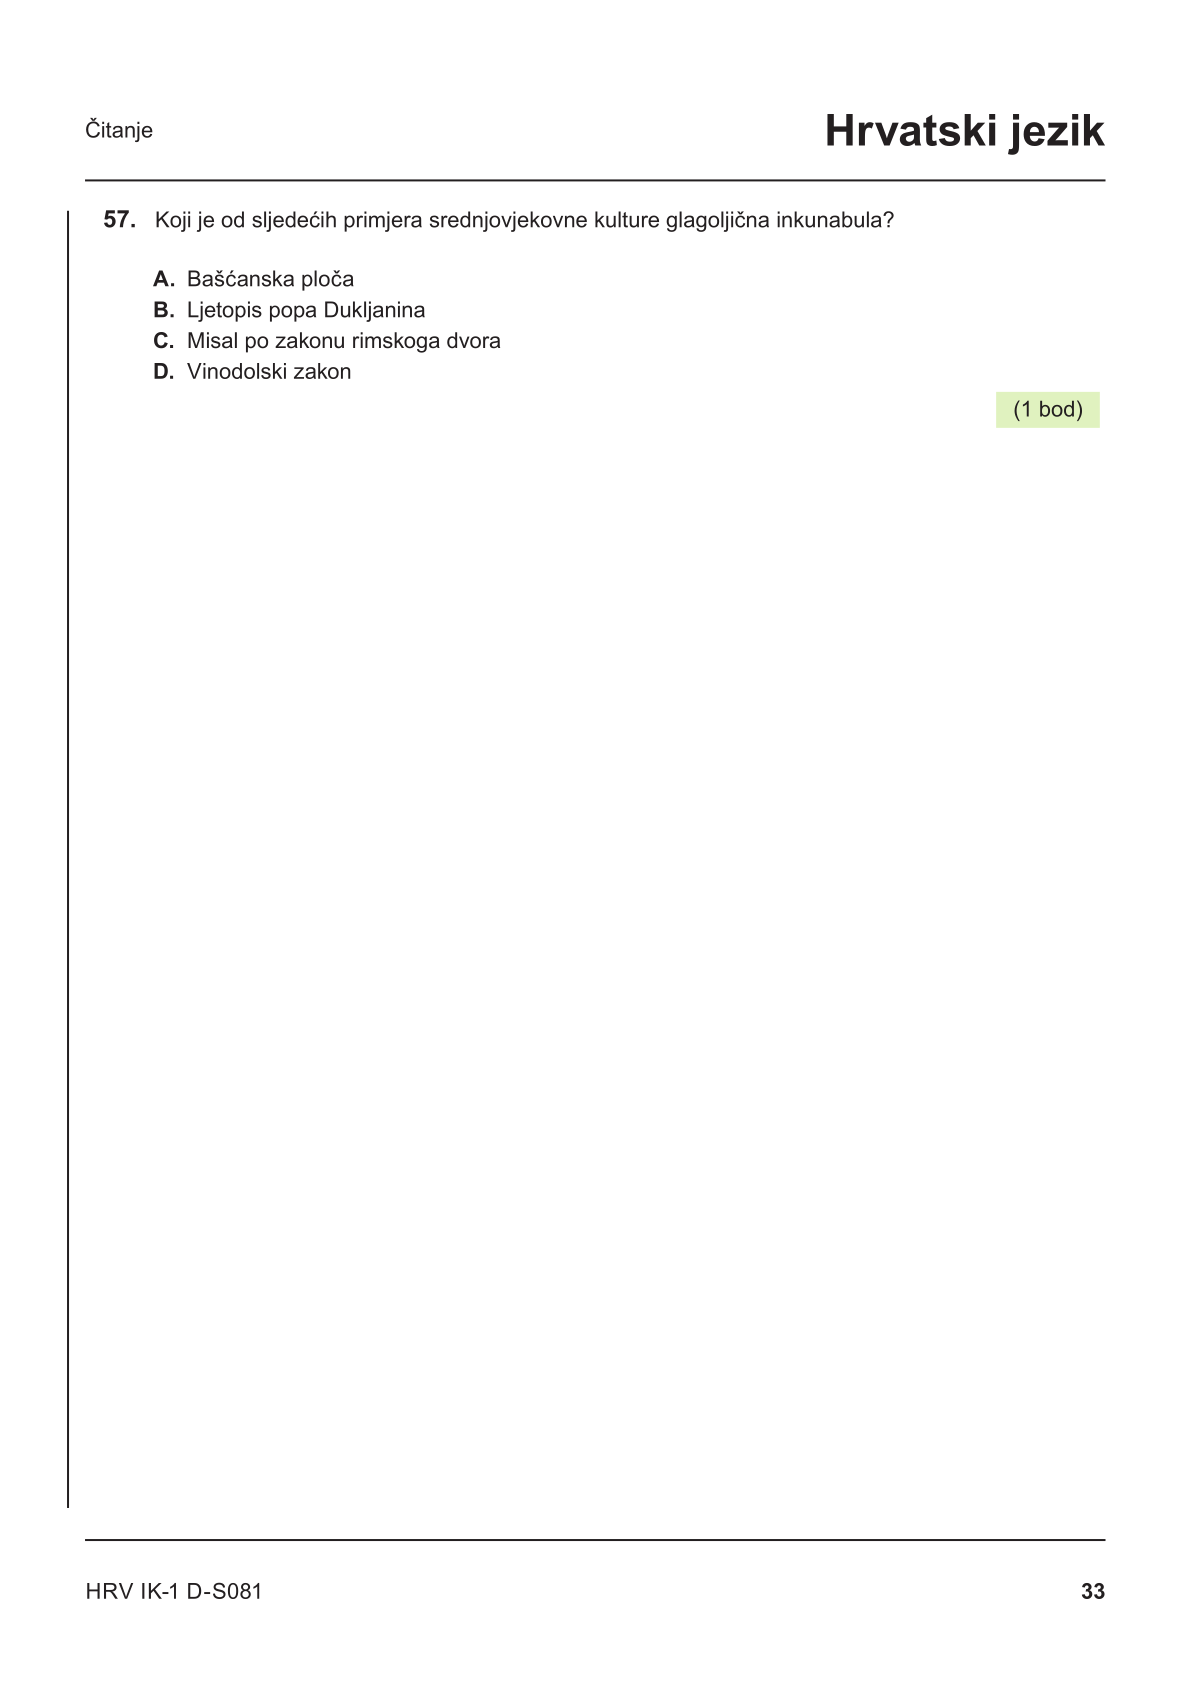 Čitanje
Hrvatski jezik
57. Koji je od sljedećih primjera srednjovjekovne kulture glagoljična inkunabula?
A. Bašćanska ploča
B. Ljetopis popa Dukljanina
C. Misal po zakonu rimskoga dvora
D. Vinodolski zakon
(1 bod)
HRV IK-1 D-S081
33